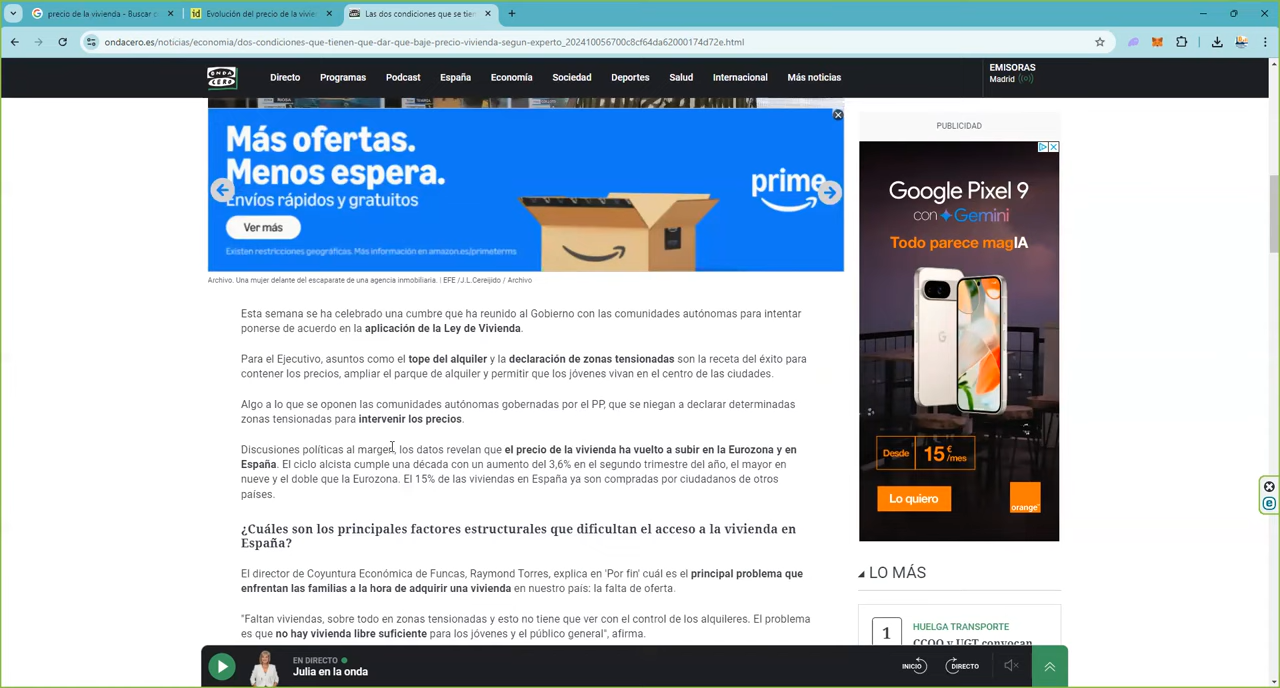 precio de la vivienda - Buscar
Evolución del precio de la vivie
Las dos condiciones que se tie
ondacero.es/noticias/economia/dos-condiciones-que-tienen-que-dar-que-baje-precio-vivienda-segun-experto_202410056700c8cf64da62000174d72e.html
ONDA CERO
Directo
Programas
Podcast
España
Economía
Sociedad
Deportes
Salud
Internacional
Más noticias
EMISORAS
Madrid
Más ofertas.
Menos espera.
Envíos rápidos y gratuitos
Ver más
Existen restricciones geográficas. Más información en amazon.es/primeterms
prime
Archivo. Una mujer delante del escaparate de una agencia inmobiliaria. | EFE /J.L.Cereijido / Archivo
Esta semana se ha celebrado una cumbre que ha reunido al Gobierno con las comunidades autónomas para intentar
ponerse de acuerdo en la aplicación de la Ley de Vivienda.
Para el Ejecutivo, asuntos como el tope del alquiler y la declaración de zonas tensionadas son la receta del éxito para
contener los precios, ampliar el parque de alquiler y permitir que los jóvenes vivan en el centro de las ciudades.
Algo a lo que se oponen las comunidades autónomas gobernadas por el PP, que se niegan a declarar determinadas
zonas tensionadas para intervenir los precios.
Discusiones políticas al margen, los datos revelan que el precio de la vivienda ha vuelto a subir en la Eurozona y en
España. El ciclo alcista cumple una década con un aumento del 3,6% en el segundo trimestre del año, el mayor en
nueve y el doble que la Eurozona. El 15% de las viviendas en España ya son compradas por ciudadanos de otros
países.
¿Cuáles son los principales factores estructurales que dificultan el acceso a la vivienda en
España?
El director de Coyuntura Económica de Funcas, Raymond Torres, explica en 'Por fin' cuál es el principal problema que
enfrentan las familias a la hora de adquirir una vivienda en nuestro país: la falta de oferta.
"Faltan viviendas, sobre todo en zonas tensionadas y esto no tiene que ver con el control de los alquileres. El problema
es que no hay vivienda libre suficiente para los jóvenes y el público general", afirma.
PUBLICIDAD
Google Pixel 9
con Gemini
Todo parece magIA
Desde 15€/mes
Lo quiero
orange
LO MÁS
1
HUELGA TRANSPORTE
CCOO y UGT convocan
EN DIRECTO
Julia en la onda
INICIO
DIRECTO